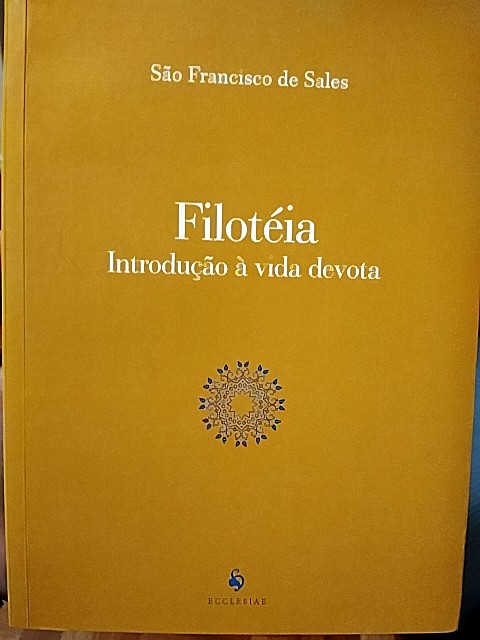 São Francisco de Sales
Filotéia
Introdução à vida devota
ECCLESIAE